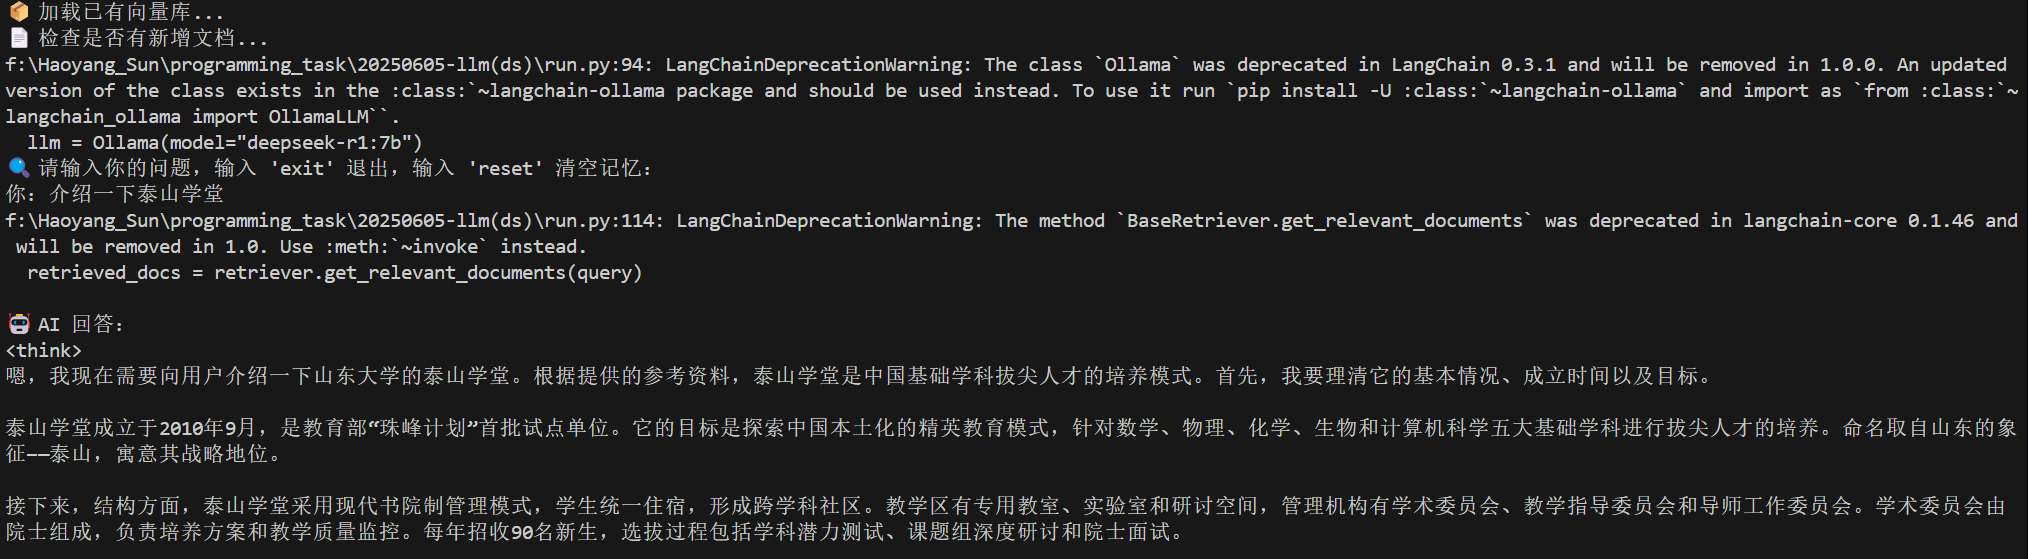 📦 加载已有向量库...
📄 检查是否有新增文档...
f:\Haoyang_Sun\programming_task\20250605-llm(ds)\run.py:94: LangChainDeprecationWarning: The class `Ollama` was deprecated in LangChain 0.3.1 and will be removed in 1.0.0. An updated
version of the class exists in the :class:`~langchain-ollama package and should be used instead. To use it run `pip install -U :class:`~langchain-ollama` and import as `from :class:`~
langchain_ollama import OllamaLLM``.
  llm = Ollama(model="deepseek-r1:7b")
🔍 请输入你的问题，输入 'exit' 退出，输入 'reset' 清空记忆：
你：介绍一下泰山学堂
f:\Haoyang_Sun\programming_task\20250605-llm(ds)\run.py:114: LangChainDeprecationWarning: The method `BaseRetriever.get_relevant_documents` was deprecated in langchain-core 0.1.46 and
 will be removed in 1.0. Use :meth:`~invoke` instead.
  retrieved_docs = retriever.get_relevant_documents(query)
🤖 AI 回答：
<think>
嗯，我现在需要向用户介绍一下山东大学的泰山学堂。根据提供的参考资料，泰山学堂是中国基础学科拔尖人才的培养模式。首先，我要理清它的基本情况、成立时间以及目标。
泰山学堂成立于2010年9月，是教育部“珠峰计划”首批试点单位。它的目标是探索中国本土化的精英教育模式，针对数学、物理、化学、生物和计算机科学五大基础学科进行拔尖人才的培养。命名取自山东的象
征——泰山，寓意其战略地位。
接下来，结构方面，泰山学堂采用现代书院制管理模式，学生统一住宿，形成跨学科社区。教学区有专用教室、实验室和研讨空间，管理机构有学术委员会、教学指导委员会和导师工作委员会。学术委员会由
院士组成，负责培养方案和教学质量监控。每年招收90名新生，选拔过程包括学科潜力测试、课题组深度研讨和院士面试。